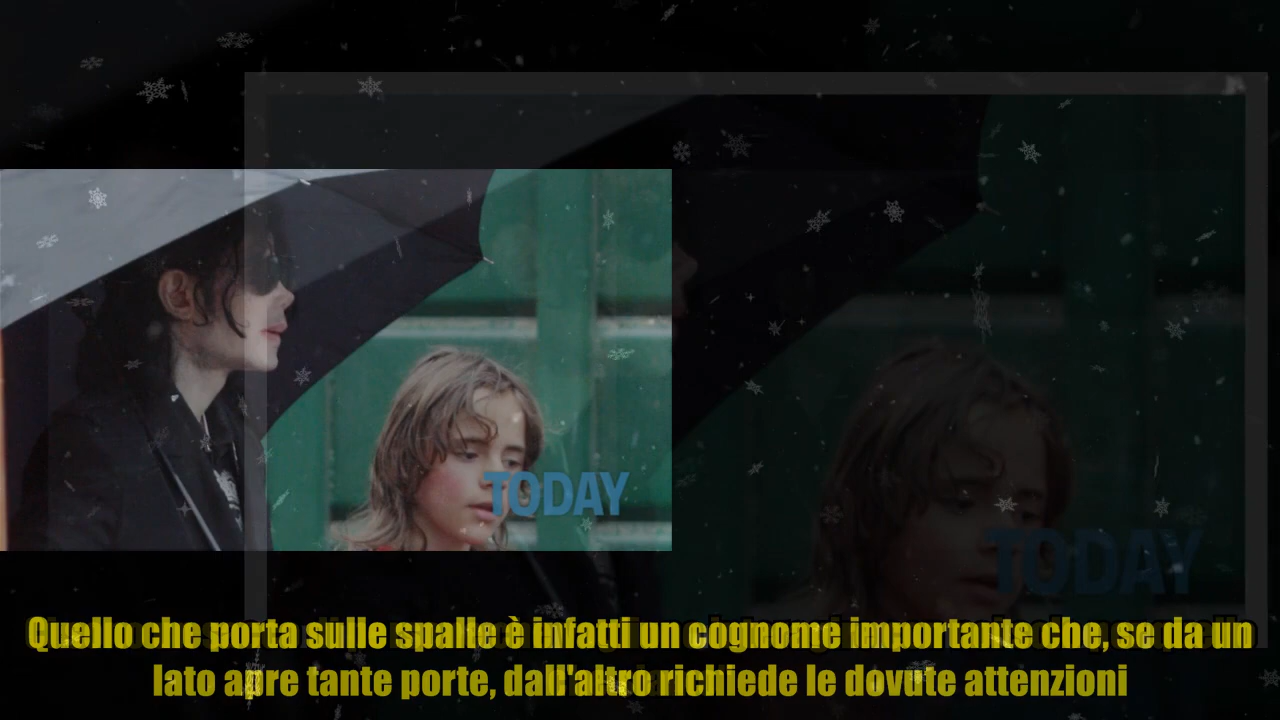 TODAY
TODAY
Quello che porta sulle spalle è infatti un cognome importante che, se da un
lato apre tante porte, dall'altro richiede le dovute attenzioni